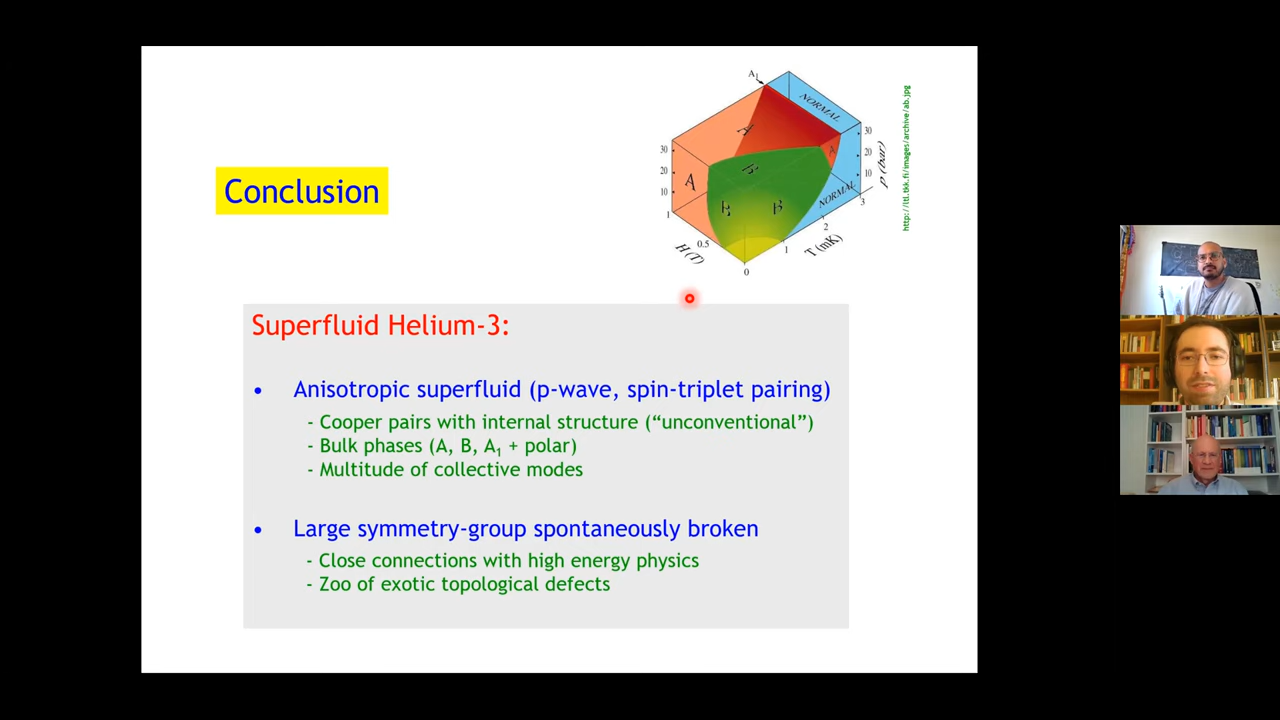 A₁
NORMAL
30
20
10
p (bar)
A
A
B
A
B
B
NORMAL
30
20
10
1
0.5
0
1
2
3
H (T)
T (mK)
http://ltl.tkk.fi/images/archive/ab.jpg
Conclusion
Superfluid Helium-3:
• Anisotropic superfluid (p-wave, spin-triplet pairing)
- Cooper pairs with internal structure (“unconventional”)
- Bulk phases (A, B, A₁ + polar)
- Multitude of collective modes
• Large symmetry-group spontaneously broken
- Close connections with high energy physics
- Zoo of exotic topological defects